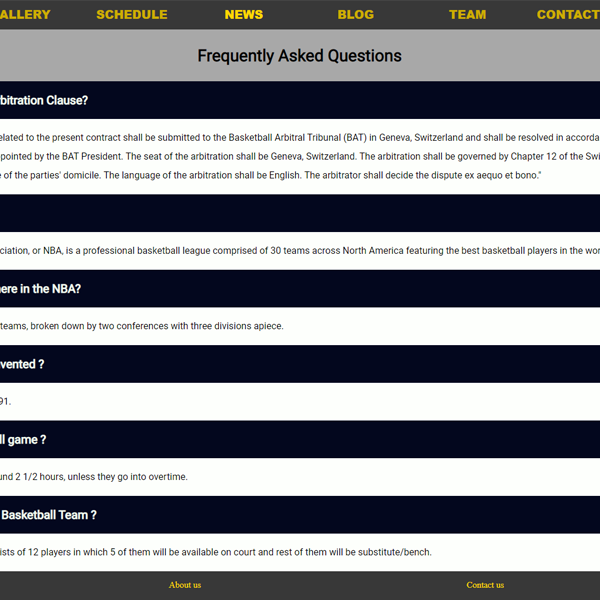 ALLERY SCHEDULE NEWS BLOG TEAM CONTACT
Frequently Asked Questions
bitration Clause?
elated to the present contract shall be submitted to the Basketball Arbitral Tribunal (BAT) in Geneva, Switzerland and shall be resolved in accorda
pointed by the BAT President. The seat of the arbitration shall be Geneva, Switzerland. The arbitration shall be governed by Chapter 12 of the Swi
e of the parties' domicile. The language of the arbitration shall be English. The arbitrator shall decide the dispute ex aequo et bono."
ciation, or NBA, is a professional basketball league comprised of 30 teams across North America featuring the best basketball players in the wor
here in the NBA?
teams, broken down by two conferences with three divisions apiece.
vented ?
91.
ll game ?
und 2 1/2 hours, unless they go into overtime.
Basketball Team ?
ists of 12 players in which 5 of them will be available on court and rest of them will be substitute/bench.
About us Contact us